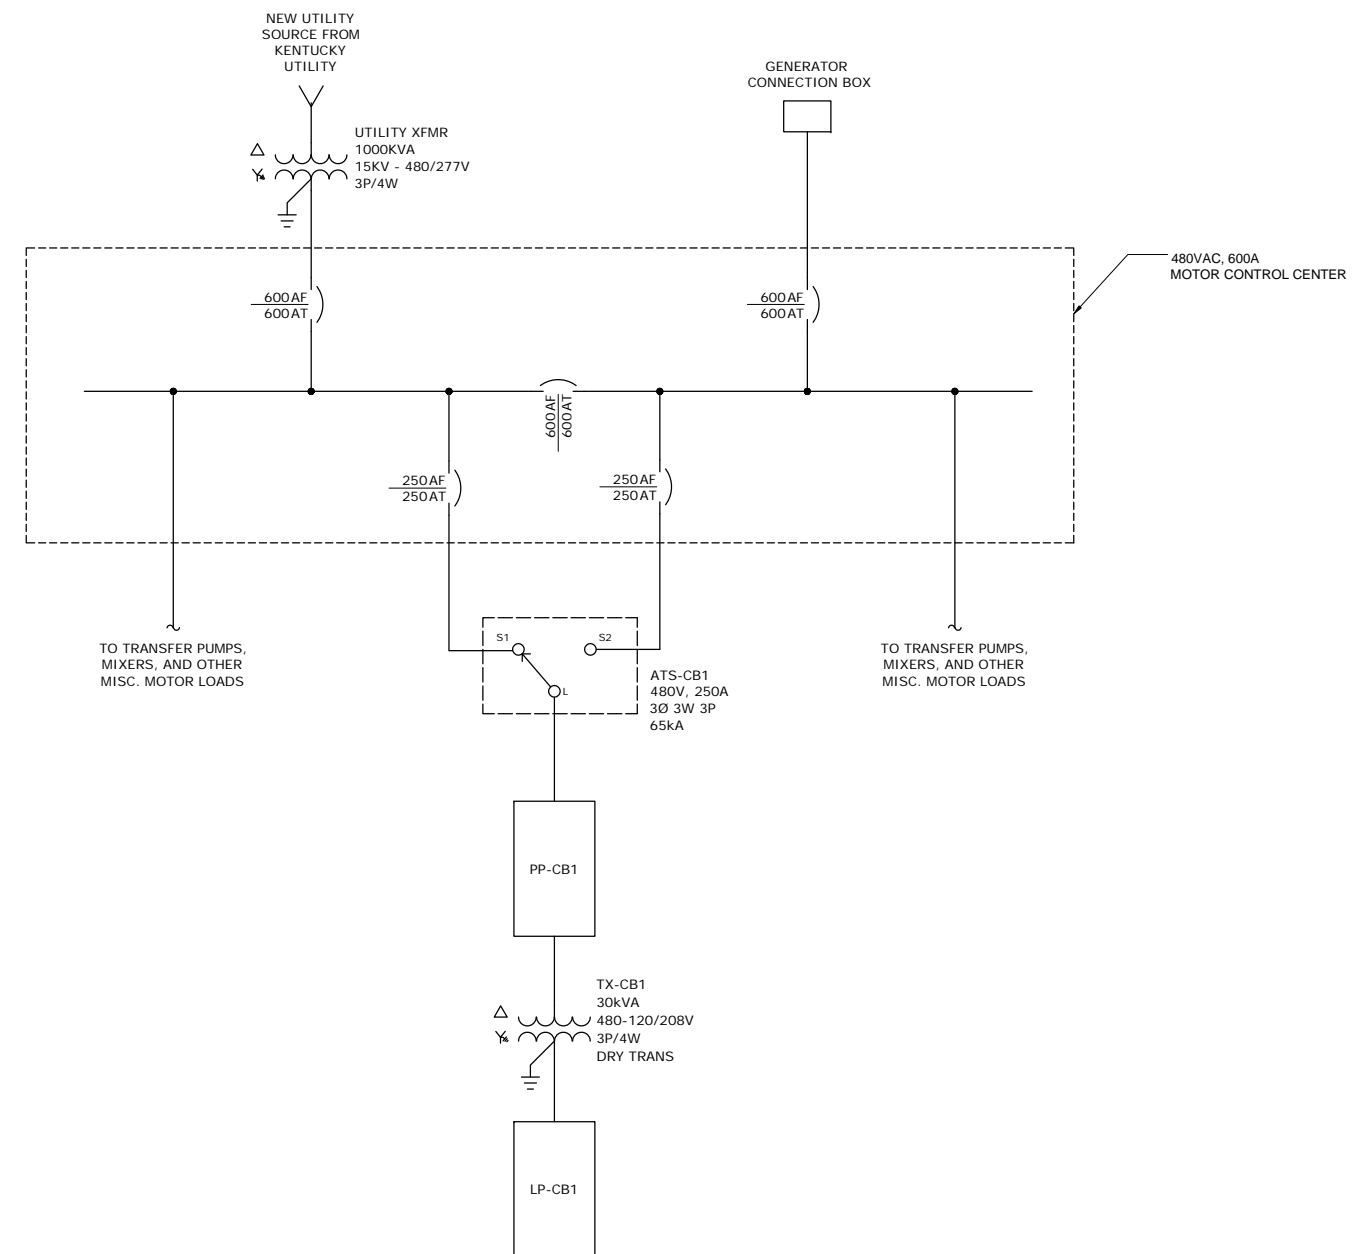 NEW UTILITY
SOURCE FROM
KENTUCKY
UTILITY
GENERATOR
CONNECTION BOX
UTILITY XFMR
1000KVA
15KV - 480/277V
3P/4W
480VAC, 600A
MOTOR CONTROL CENTER
600AF
600AT
600AF
600AT
600AF
600AT
250AF
250AT
250AF
250AT
TO TRANSFER PUMPS,
MIXERS, AND OTHER
MISC. MOTOR LOADS
S1
S2
L
ATS-CB1
480V, 250A
3Ø 3W 3P
65kA
TO TRANSFER PUMPS,
MIXERS, AND OTHER
MISC. MOTOR LOADS
PP-CB1
TX-CB1
30kVA
480-120/208V
3P/4W
DRY TRANS
LP-CB1